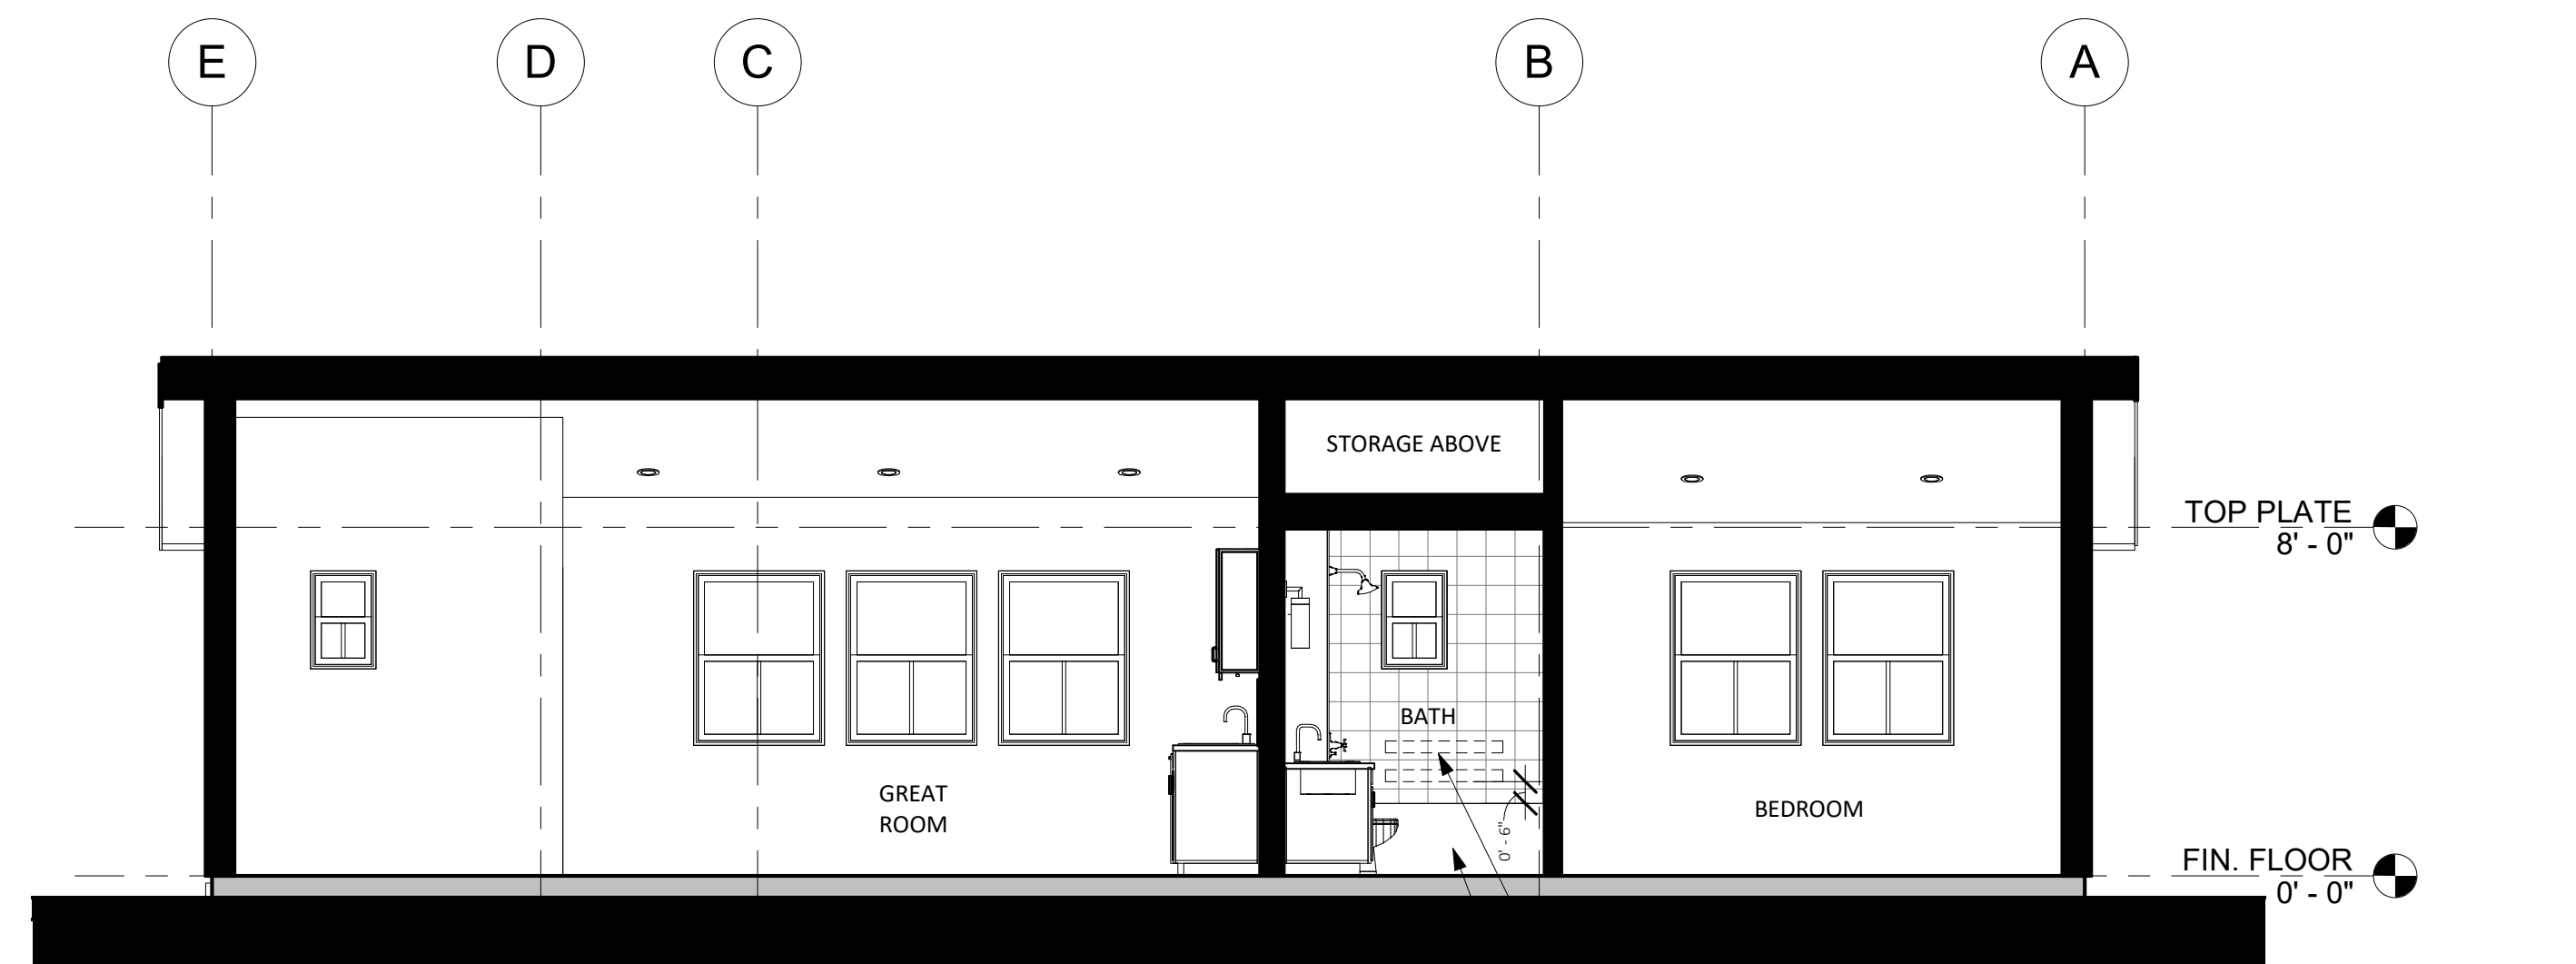 E D C B A
STORAGE ABOVE
TOP PLATE
8' - 0"
BATH
GREAT
ROOM
BEDROOM
0' - 6"
FIN. FLOOR
0' - 0"